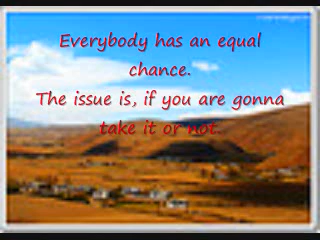 Everybody has an equal
chance.
The issue is, if you are gonna
take it or not.